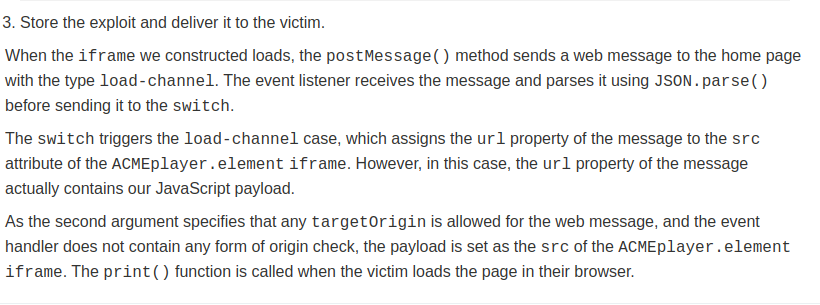 3. Store the exploit and deliver it to the victim.
When the iframe we constructed loads, the postMessage() method sends a web message to the home page
with the type load-channel. The event listener receives the message and parses it using JSON.parse()
before sending it to the switch.
The switch triggers the load-channel case, which assigns the url property of the message to the src
attribute of the ACMEplayer.element iframe. However, in this case, the url property of the message
actually contains our JavaScript payload.
As the second argument specifies that any targetOrigin is allowed for the web message, and the event
handler does not contain any form of origin check, the payload is set as the src of the ACMEplayer.element
iframe. The print() function is called when the victim loads the page in their browser.